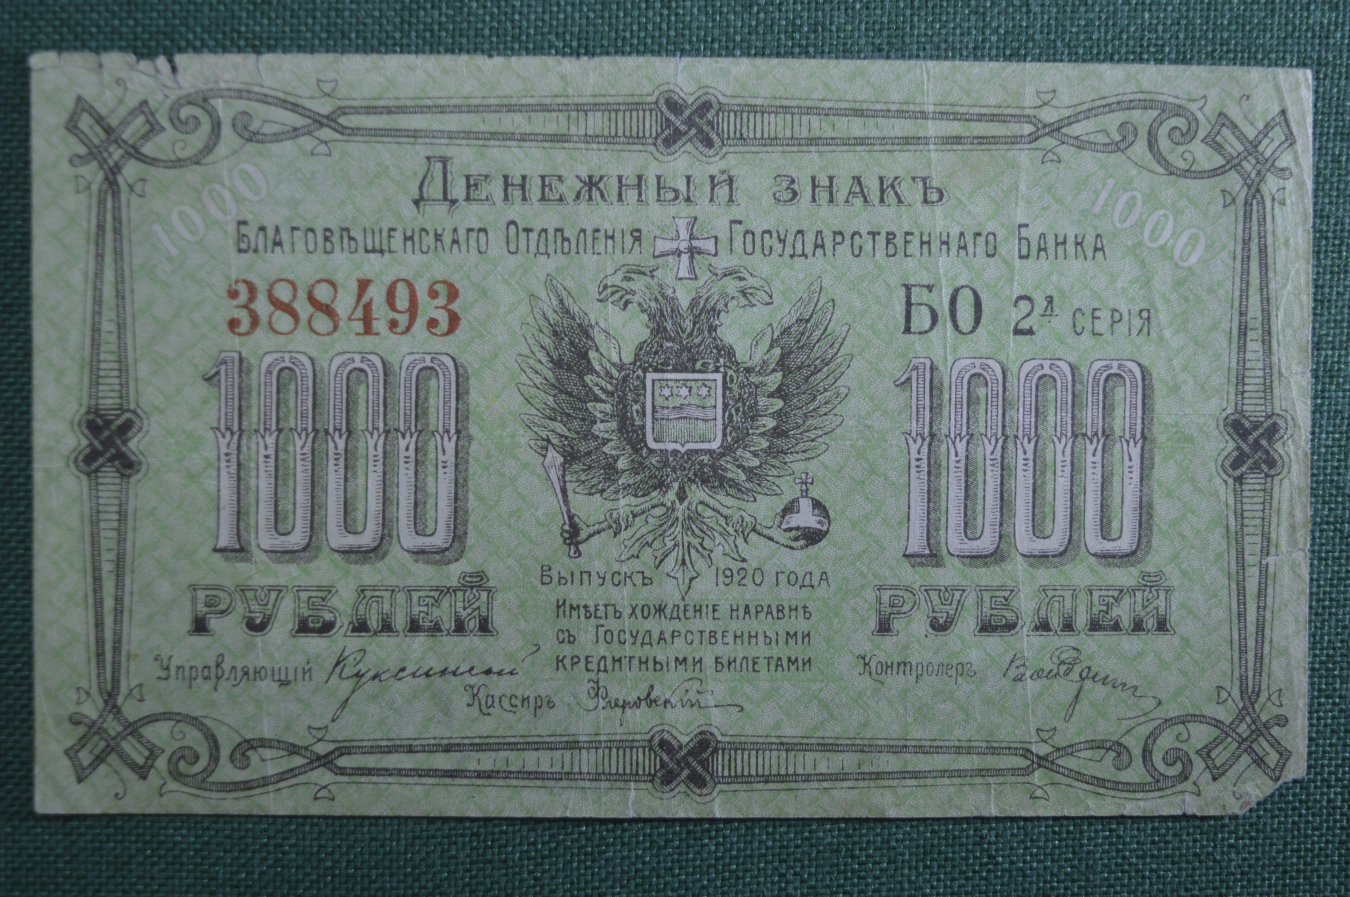 1000 1000
Денежный знакъ
Благовѣщенскаго Отдѣленія Государственнаго Банка
388493 БО 2я серія
1000 1000
Рублей Рублей
Выпускъ 1920 года
Имѣетъ хожденіе наравнѣ
съ Государственными
кредитными билетами
Управляющій Контролеръ
Кассиръ